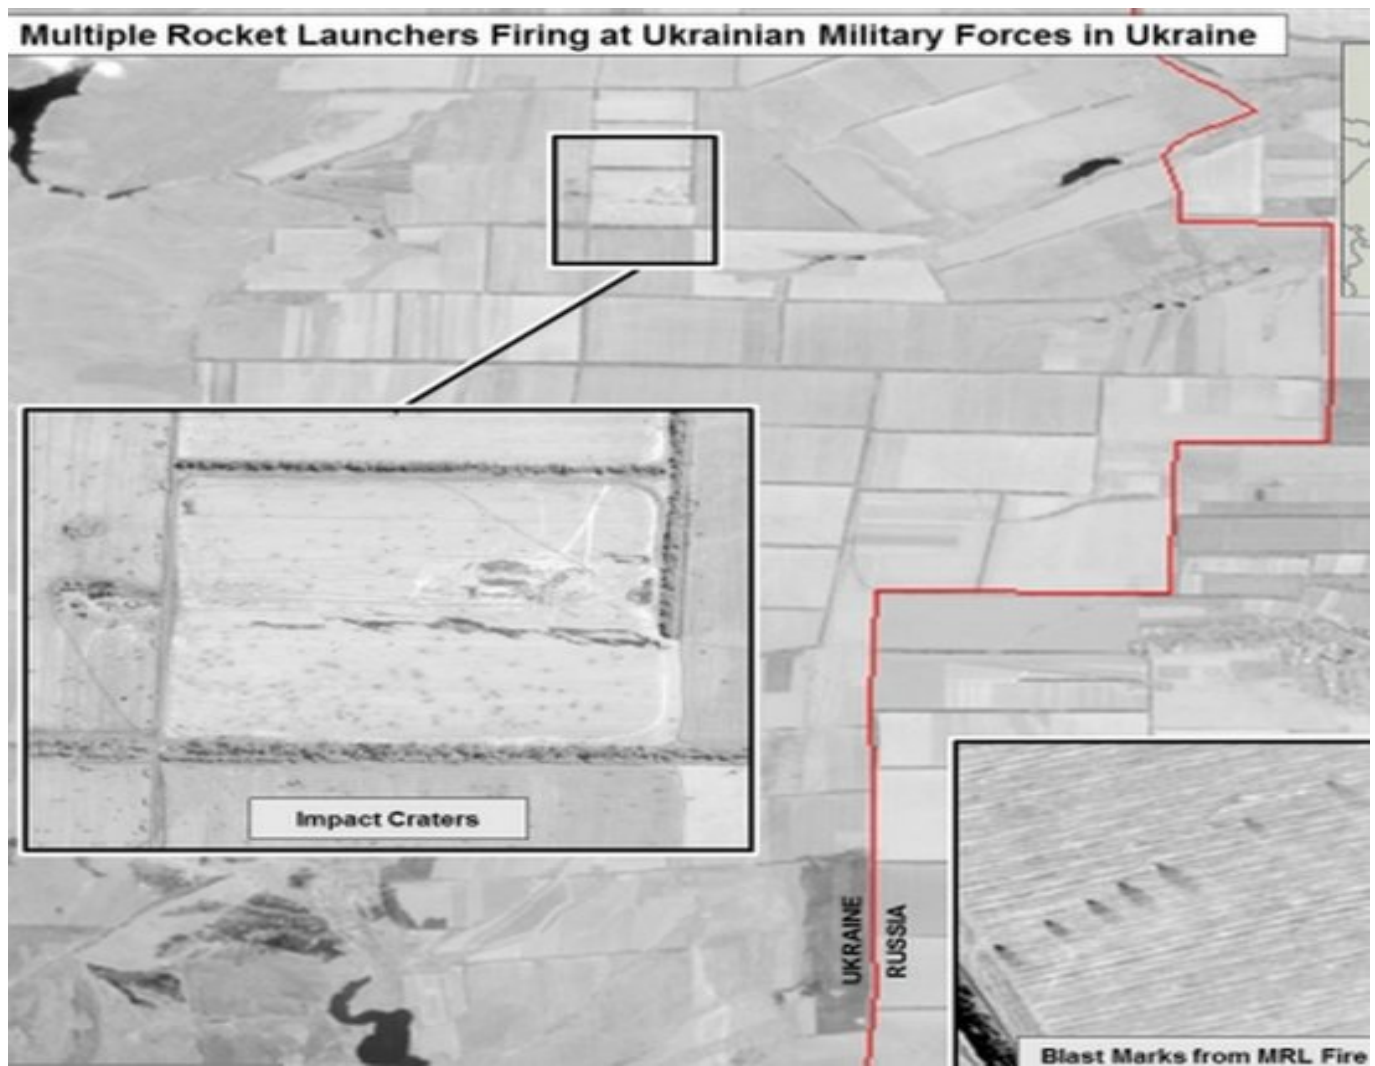 Multiple Rocket Launchers Firing at Ukrainian Military Forces in Ukraine
Impact Craters
UKRAINE
RUSSIA
Blast Marks from MRL Fire